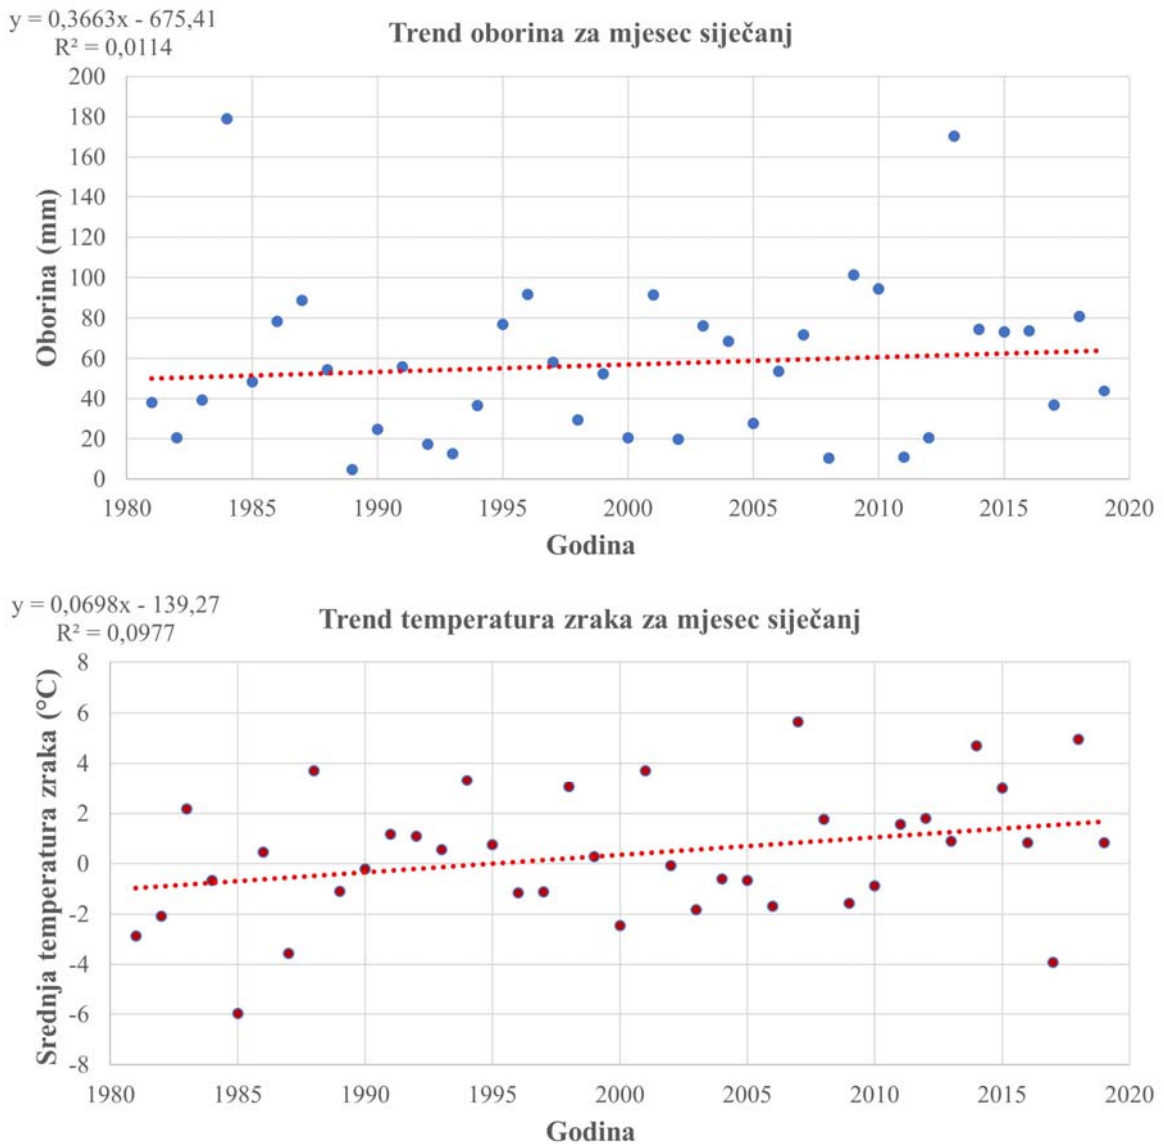 y = 0,3663x - 675,41
R² = 0,0114
Trend oborina za mjesec siječanj
200
180
160
140
120
100
80
60
40
20
0
Oborina (mm)
1980 1985 1990 1995 2000 2005 2010 2015 2020
Godina
y = 0,0698x - 139,27
R² = 0,0977
Trend temperatura zraka za mjesec siječanj
8
6
4
2
0
-2
-4
-6
-8
Srednja temperatura zraka (°C)
1980 1985 1990 1995 2000 2005 2010 2015 2020
Godina